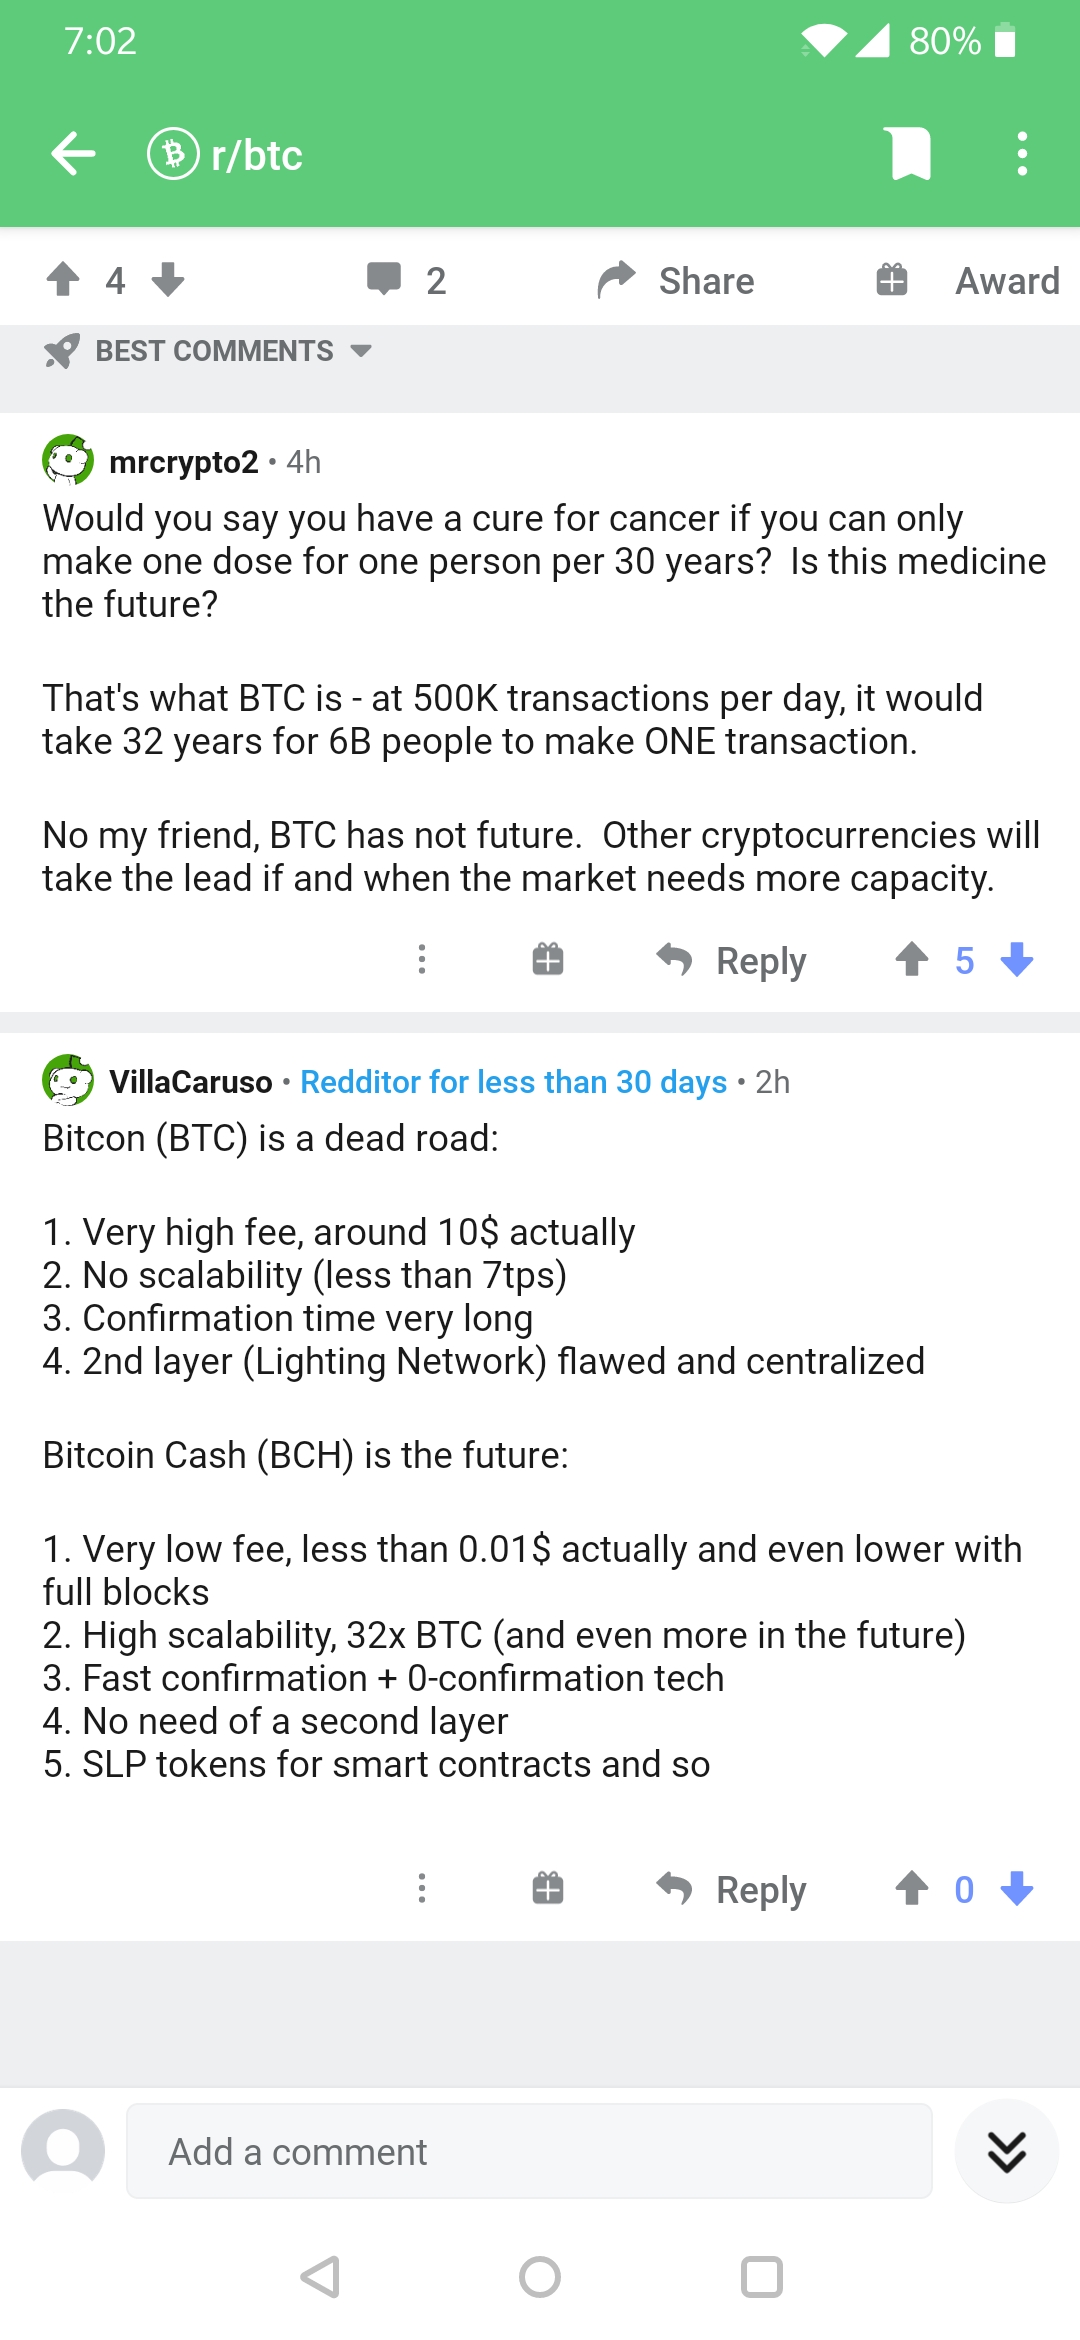 7:02
80%
r/btc
4
2
Share
Award
BEST COMMENTS
mrcrypto2 • 4h
Would you say you have a cure for cancer if you can only
make one dose for one person per 30 years?  Is this medicine
the future?
That's what BTC is - at 500K transactions per day, it would
take 32 years for 6B people to make ONE transaction.
No my friend, BTC has not future.  Other cryptocurrencies will
take the lead if and when the market needs more capacity.
Reply
5
VillaCaruso • Redditor for less than 30 days • 2h
Bitcon (BTC) is a dead road:
1. Very high fee, around 10$ actually
2. No scalability (less than 7tps)
3. Confirmation time very long
4. 2nd layer (Lighting Network) flawed and centralized
Bitcoin Cash (BCH) is the future:
1. Very low fee, less than 0.01$ actually and even lower with
full blocks
2. High scalability, 32x BTC (and even more in the future)
3. Fast confirmation + 0-confirmation tech
4. No need of a second layer
5. SLP tokens for smart contracts and so
Reply
0
Add a comment